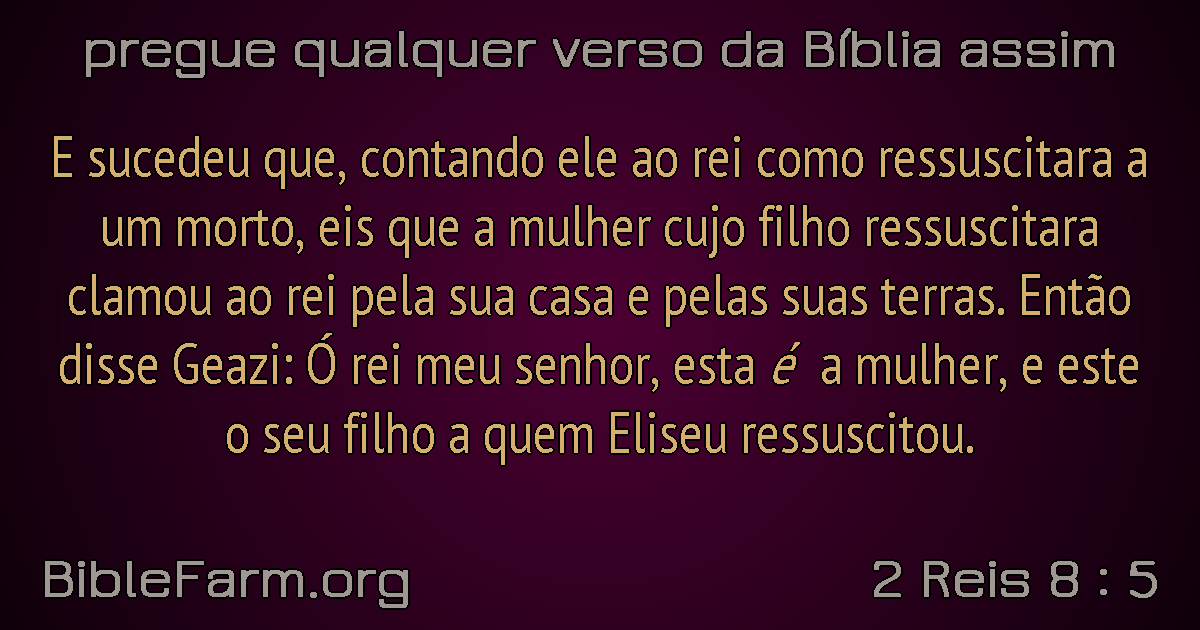 pregue qualquer verso da Bíblia assim
E sucedeu que, contando ele ao rei como ressuscitara a
um morto, eis que a mulher cujo filho ressuscitara
clamou ao rei pela sua casa e pelas suas terras. Então
disse Geazi: Ó rei meu senhor, esta é a mulher, e este
o seu filho a quem Eliseu ressuscitou.
BibleFarm.org
2 Reis 8 : 5